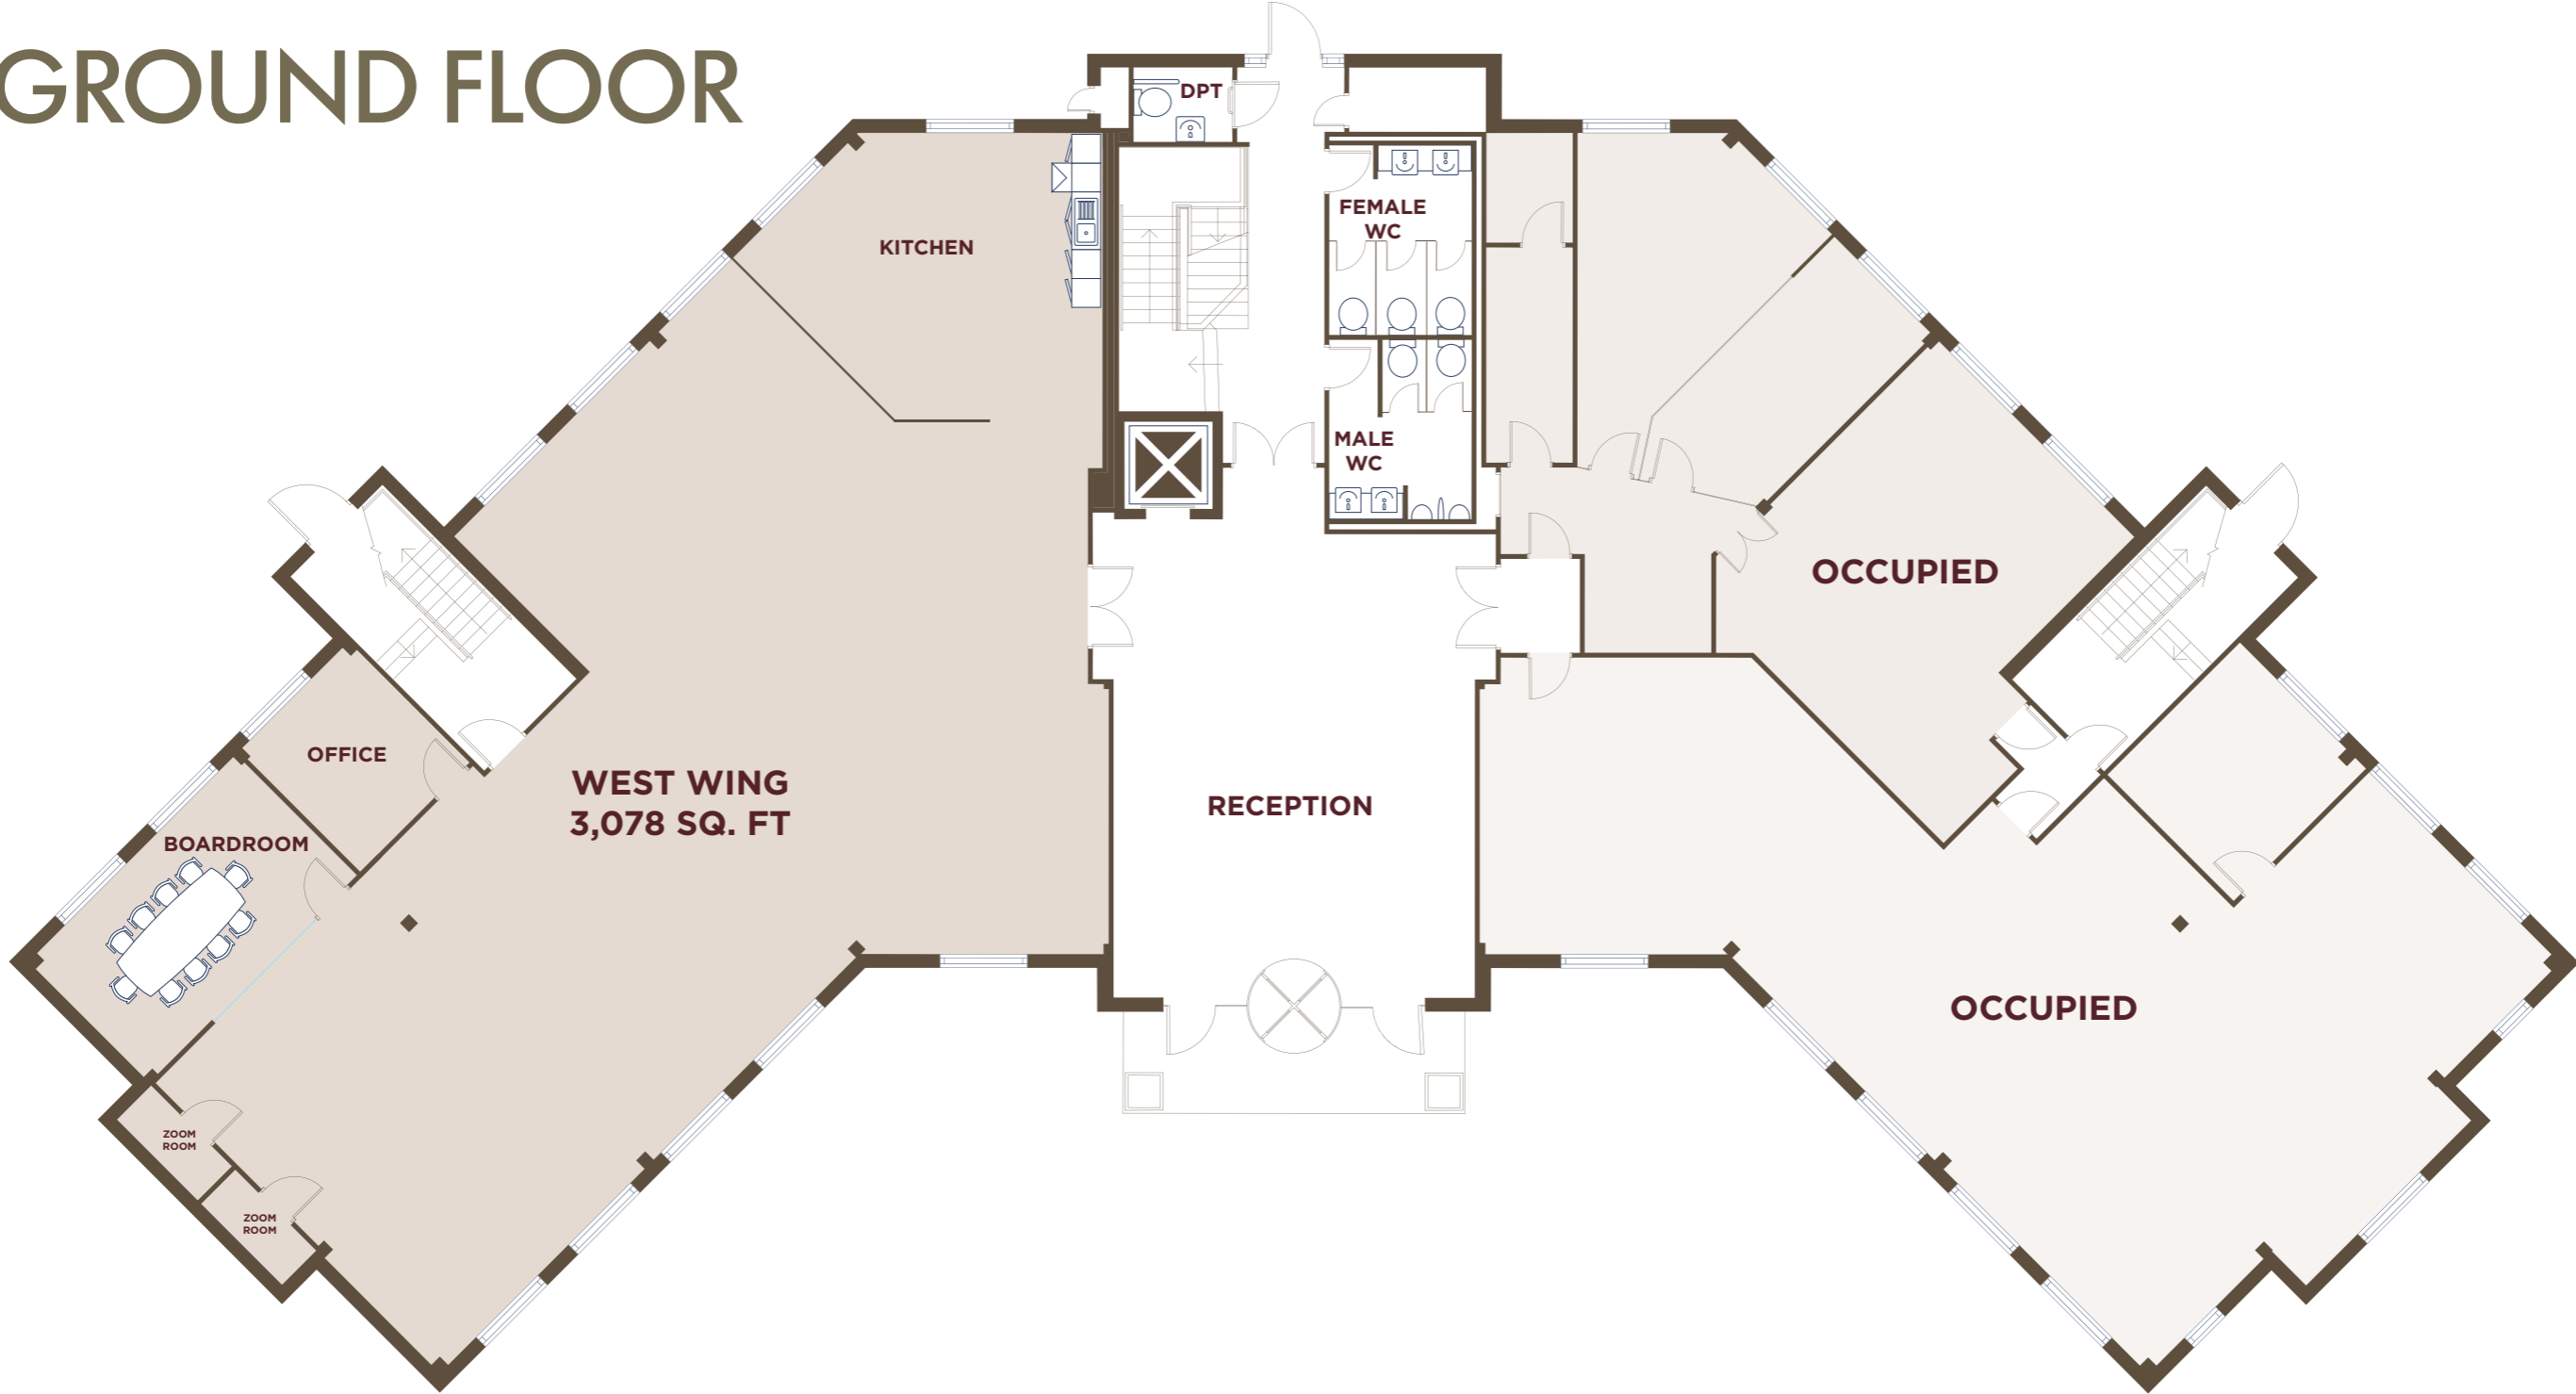 GROUND FLOOR
DPT
FEMALE
WC
KITCHEN
MALE
WC
OCCUPIED
OFFICE
WEST WING
3,078 SQ. FT
RECEPTION
BOARDROOM
OCCUPIED
ZOOM
ROOM
ZOOM
ROOM